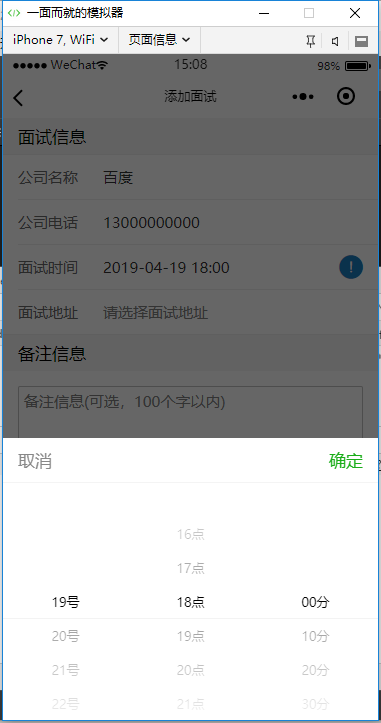 一面而就的模拟器
iPhone 7, WiFi 页面信息
WeChat 15:08 98%
添加面试
面试信息
公司名称 百度
公司电话 13000000000
面试时间 2019-04-19 18:00 !
面试地址 请选择面试地址
备注信息
备注信息(可选，100个字以内)
取消 确定
16点
17点
19号 18点 00分
20号 19点 10分
21号 20点 20分
22号 21点 30分